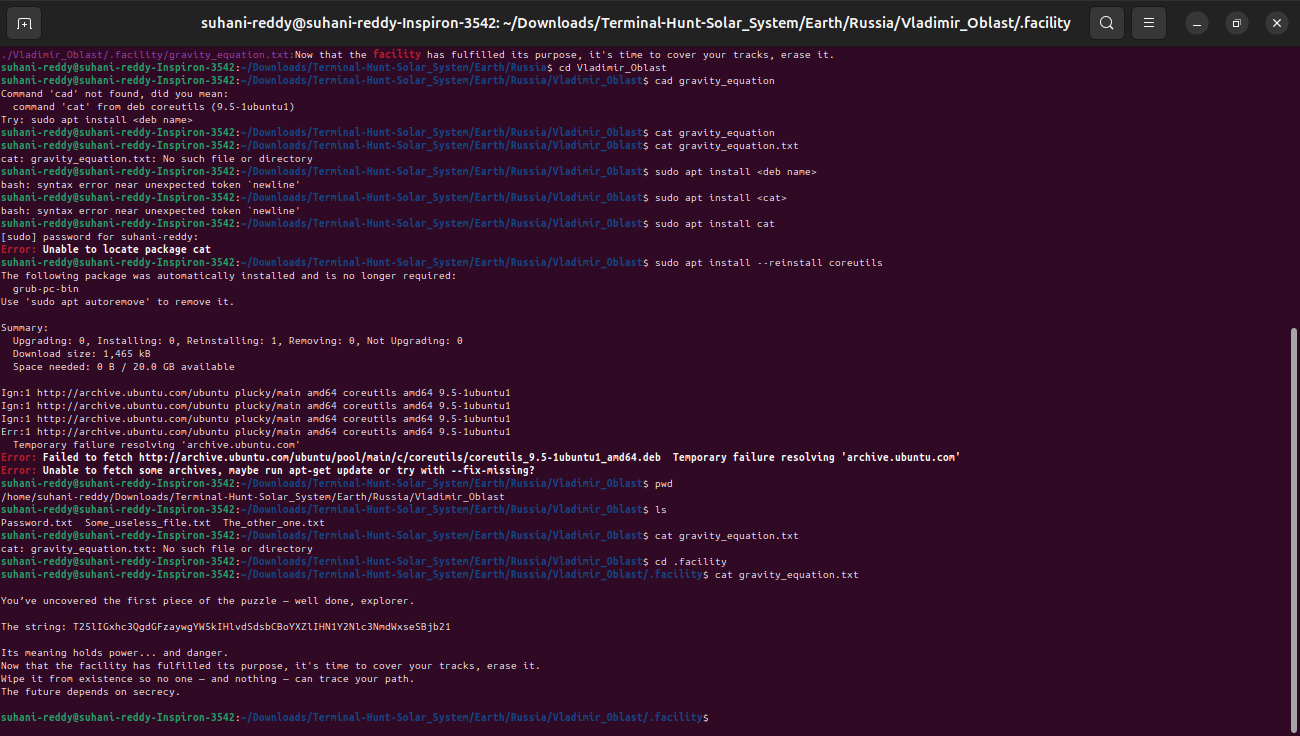 suhani-reddy@suhani-reddy-Inspiron-3542: ~/Downloads/Terminal-Hunt-Solar_System/Earth/Russia/Vladimir_Oblast/.facility
./Vladimir_Oblast/.facility/gravity_equation.txt:Now that the facility has fulfilled its purpose, it's time to cover your tracks, erase it.
suhani-reddy@suhani-reddy-Inspiron-3542:~/Downloads/Terminal-Hunt-Solar_System/Earth/Russia$ cd Vladimir_Oblast
suhani-reddy@suhani-reddy-Inspiron-3542:~/Downloads/Terminal-Hunt-Solar_System/Earth/Russia/Vladimir_Oblast$ cad gravity_equation
Command 'cad' not found, did you mean:
  command 'cat' from deb coreutils (9.5-1ubuntu1)
Try: sudo apt install <deb name>
suhani-reddy@suhani-reddy-Inspiron-3542:~/Downloads/Terminal-Hunt-Solar_System/Earth/Russia/Vladimir_Oblast$ cat gravity_equation
suhani-reddy@suhani-reddy-Inspiron-3542:~/Downloads/Terminal-Hunt-Solar_System/Earth/Russia/Vladimir_Oblast$ cat gravity_equation.txt
cat: gravity_equation.txt: No such file or directory
suhani-reddy@suhani-reddy-Inspiron-3542:~/Downloads/Terminal-Hunt-Solar_System/Earth/Russia/Vladimir_Oblast$ sudo apt install <deb name>
bash: syntax error near unexpected token `newline'
suhani-reddy@suhani-reddy-Inspiron-3542:~/Downloads/Terminal-Hunt-Solar_System/Earth/Russia/Vladimir_Oblast$ sudo apt install <cat>
bash: syntax error near unexpected token `newline'
suhani-reddy@suhani-reddy-Inspiron-3542:~/Downloads/Terminal-Hunt-Solar_System/Earth/Russia/Vladimir_Oblast$ sudo apt install cat
[sudo] password for suhani-reddy:
Error: Unable to locate package cat
suhani-reddy@suhani-reddy-Inspiron-3542:~/Downloads/Terminal-Hunt-Solar_System/Earth/Russia/Vladimir_Oblast$ sudo apt install --reinstall coreutils
The following package was automatically installed and is no longer required:
  grub-pc-bin
Use 'sudo apt autoremove' to remove it.
Summary:
  Upgrading: 0, Installing: 0, Reinstalling: 1, Removing: 0, Not Upgrading: 0
  Download size: 1,465 kB
  Space needed: 0 B / 20.0 GB available
Ign:1 http://archive.ubuntu.com/ubuntu plucky/main amd64 coreutils amd64 9.5-1ubuntu1
Ign:1 http://archive.ubuntu.com/ubuntu plucky/main amd64 coreutils amd64 9.5-1ubuntu1
Ign:1 http://archive.ubuntu.com/ubuntu plucky/main amd64 coreutils amd64 9.5-1ubuntu1
Err:1 http://archive.ubuntu.com/ubuntu plucky/main amd64 coreutils amd64 9.5-1ubuntu1
  Temporary failure resolving 'archive.ubuntu.com'
Error: Failed to fetch http://archive.ubuntu.com/ubuntu/pool/main/c/coreutils/coreutils_9.5-1ubuntu1_amd64.deb  Temporary failure resolving 'archive.ubuntu.com'
Error: Unable to fetch some archives, maybe run apt-get update or try with --fix-missing?
suhani-reddy@suhani-reddy-Inspiron-3542:~/Downloads/Terminal-Hunt-Solar_System/Earth/Russia/Vladimir_Oblast$ pwd
/home/suhani-reddy/Downloads/Terminal-Hunt-Solar_System/Earth/Russia/Vladimir_Oblast
suhani-reddy@suhani-reddy-Inspiron-3542:~/Downloads/Terminal-Hunt-Solar_System/Earth/Russia/Vladimir_Oblast$ ls
Password.txt  Some_useless_file.txt  The_other_one.txt
suhani-reddy@suhani-reddy-Inspiron-3542:~/Downloads/Terminal-Hunt-Solar_System/Earth/Russia/Vladimir_Oblast$ cat gravity_equation.txt
cat: gravity_equation.txt: No such file or directory
suhani-reddy@suhani-reddy-Inspiron-3542:~/Downloads/Terminal-Hunt-Solar_System/Earth/Russia/Vladimir_Oblast$ cd .facility
suhani-reddy@suhani-reddy-Inspiron-3542:~/Downloads/Terminal-Hunt-Solar_System/Earth/Russia/Vladimir_Oblast/.facility$ cat gravity_equation.txt
You’ve uncovered the first piece of the puzzle — well done, explorer.
The string: T25lIGxhc3QgdGFzaywgYW5kIHlvdSdsbCBoYXZlIHN1Y2Nlc3NmdWxseSBjb21
Its meaning holds power... and danger.
Now that the facility has fulfilled its purpose, it's time to cover your tracks, erase it.
Wipe it from existence so no one — and nothing — can trace your path.
The future depends on secrecy.
suhani-reddy@suhani-reddy-Inspiron-3542:~/Downloads/Terminal-Hunt-Solar_System/Earth/Russia/Vladimir_Oblast/.facility$